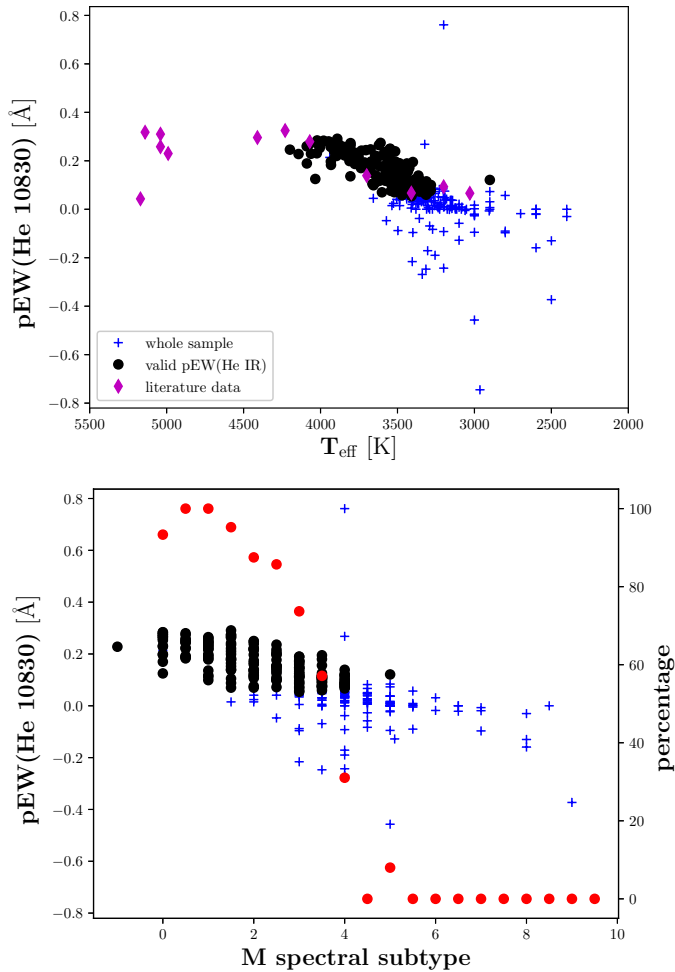 0.8
0.6
0.4
0.2
0.0
−0.2
−0.4
−0.6
−0.8
pEW(He 10830) [Å]
whole sample
valid pEW(He IR)
literature data
5500 5000 4500 4000 3500 3000 2500 2000
T_eff [K]
0.8
0.6
0.4
0.2
0.0
−0.2
−0.4
−0.6
−0.8
pEW(He 10830) [Å]
100
80
60
40
20
0
percentage
0 2 4 6 8 10
M spectral subtype